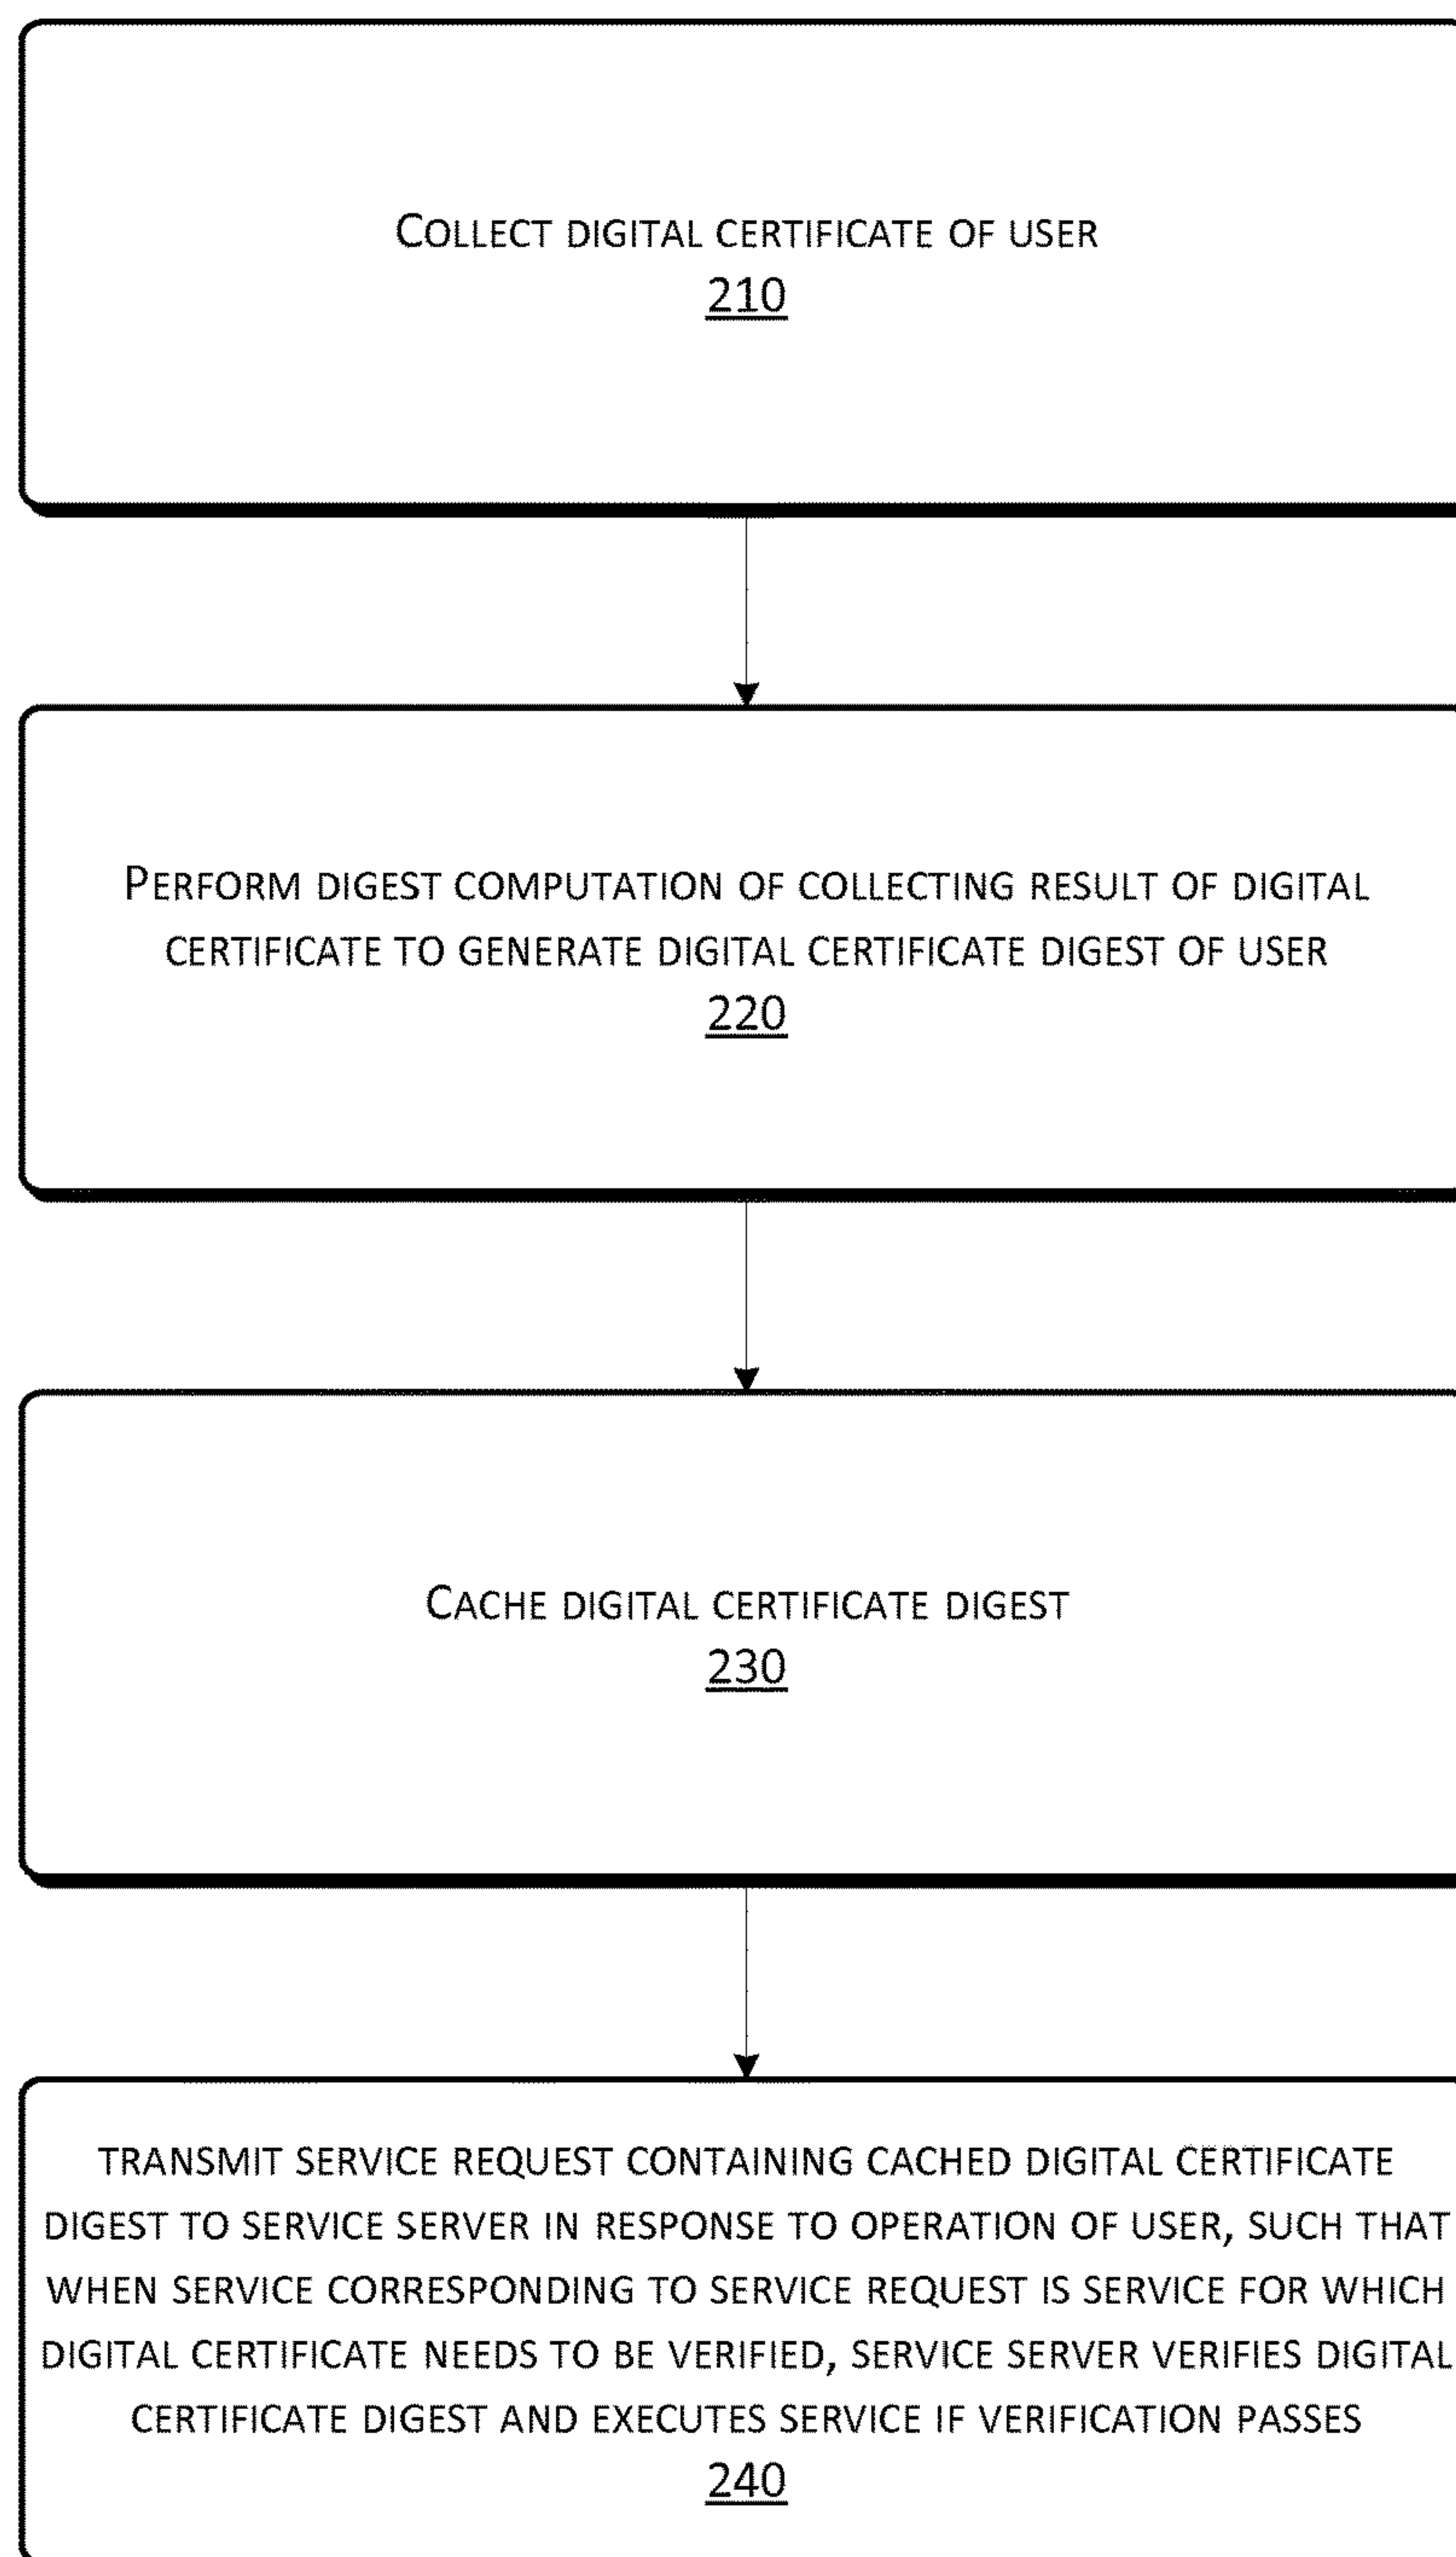 COLLECT DIGITAL CERTIFICATE OF USER
210
PERFORM DIGEST COMPUTATION OF COLLECTING RESULT OF DIGITAL
CERTIFICATE TO GENERATE DIGITAL CERTIFICATE DIGEST OF USER
220
CACHE DIGITAL CERTIFICATE DIGEST
230
TRANSMIT SERVICE REQUEST CONTAINING CACHED DIGITAL CERTIFICATE
DIGEST TO SERVICE SERVER IN RESPONSE TO OPERATION OF USER, SUCH THAT
WHEN SERVICE CORRESPONDING TO SERVICE REQUEST IS SERVICE FOR WHICH
DIGITAL CERTIFICATE NEEDS TO BE VERIFIED, SERVICE SERVER VERIFIES DIGITAL
CERTIFICATE DIGEST AND EXECUTES SERVICE IF VERIFICATION PASSES
240